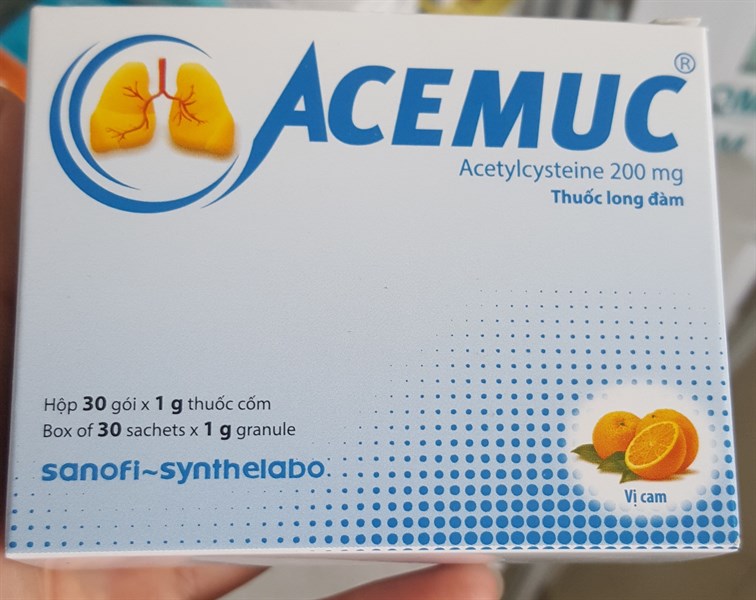 ACEMUC®
Acetylcysteine 200 mg
Thuốc long đàm
Hộp 30 gói x 1 g thuốc cốm
Box of 30 sachets x 1 g granule
sanofi~synthelabo
Vị cam